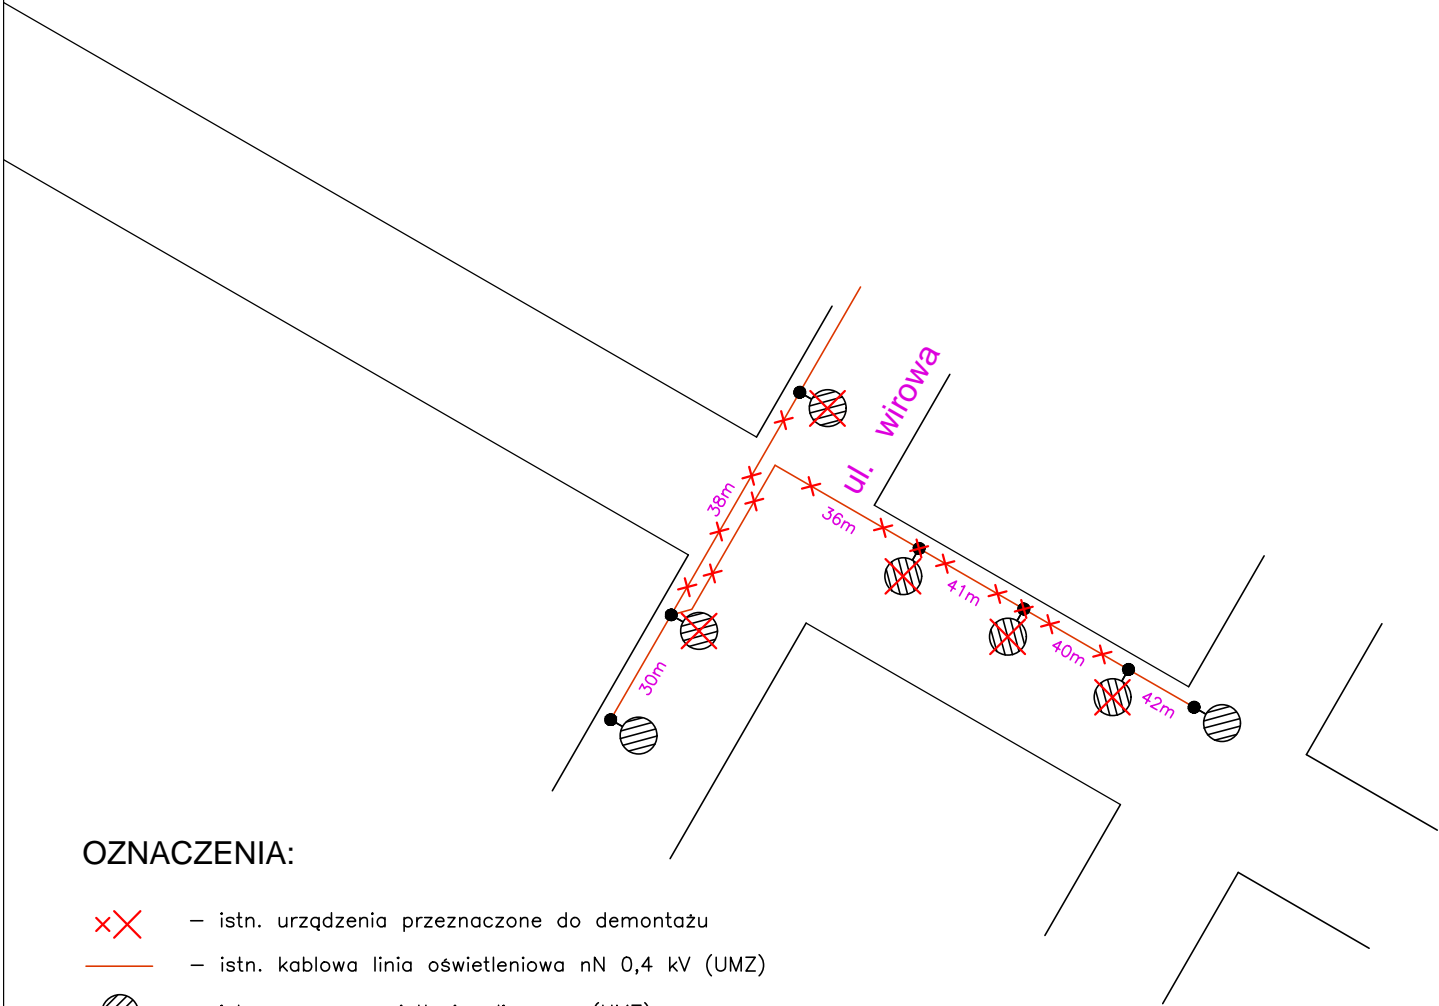 ul. wirowa
38m
36m
41m
40m
42m
30m
OZNACZENIA:
– istn. urządzenia przeznaczone do demontażu
– istn. kablowa linia oświetleniowa nN 0,4 kV (UMZ)